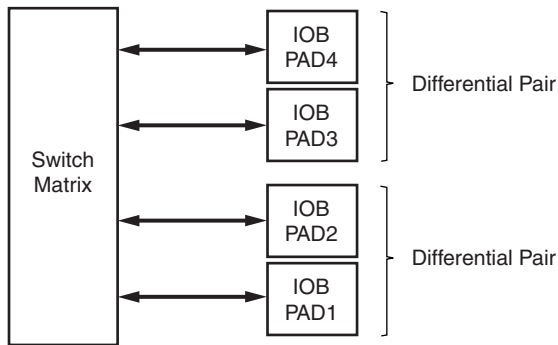 IOB
PAD4
Differential Pair
IOB
PAD3
Switch
Matrix
IOB
PAD2
Differential Pair
IOB
PAD1